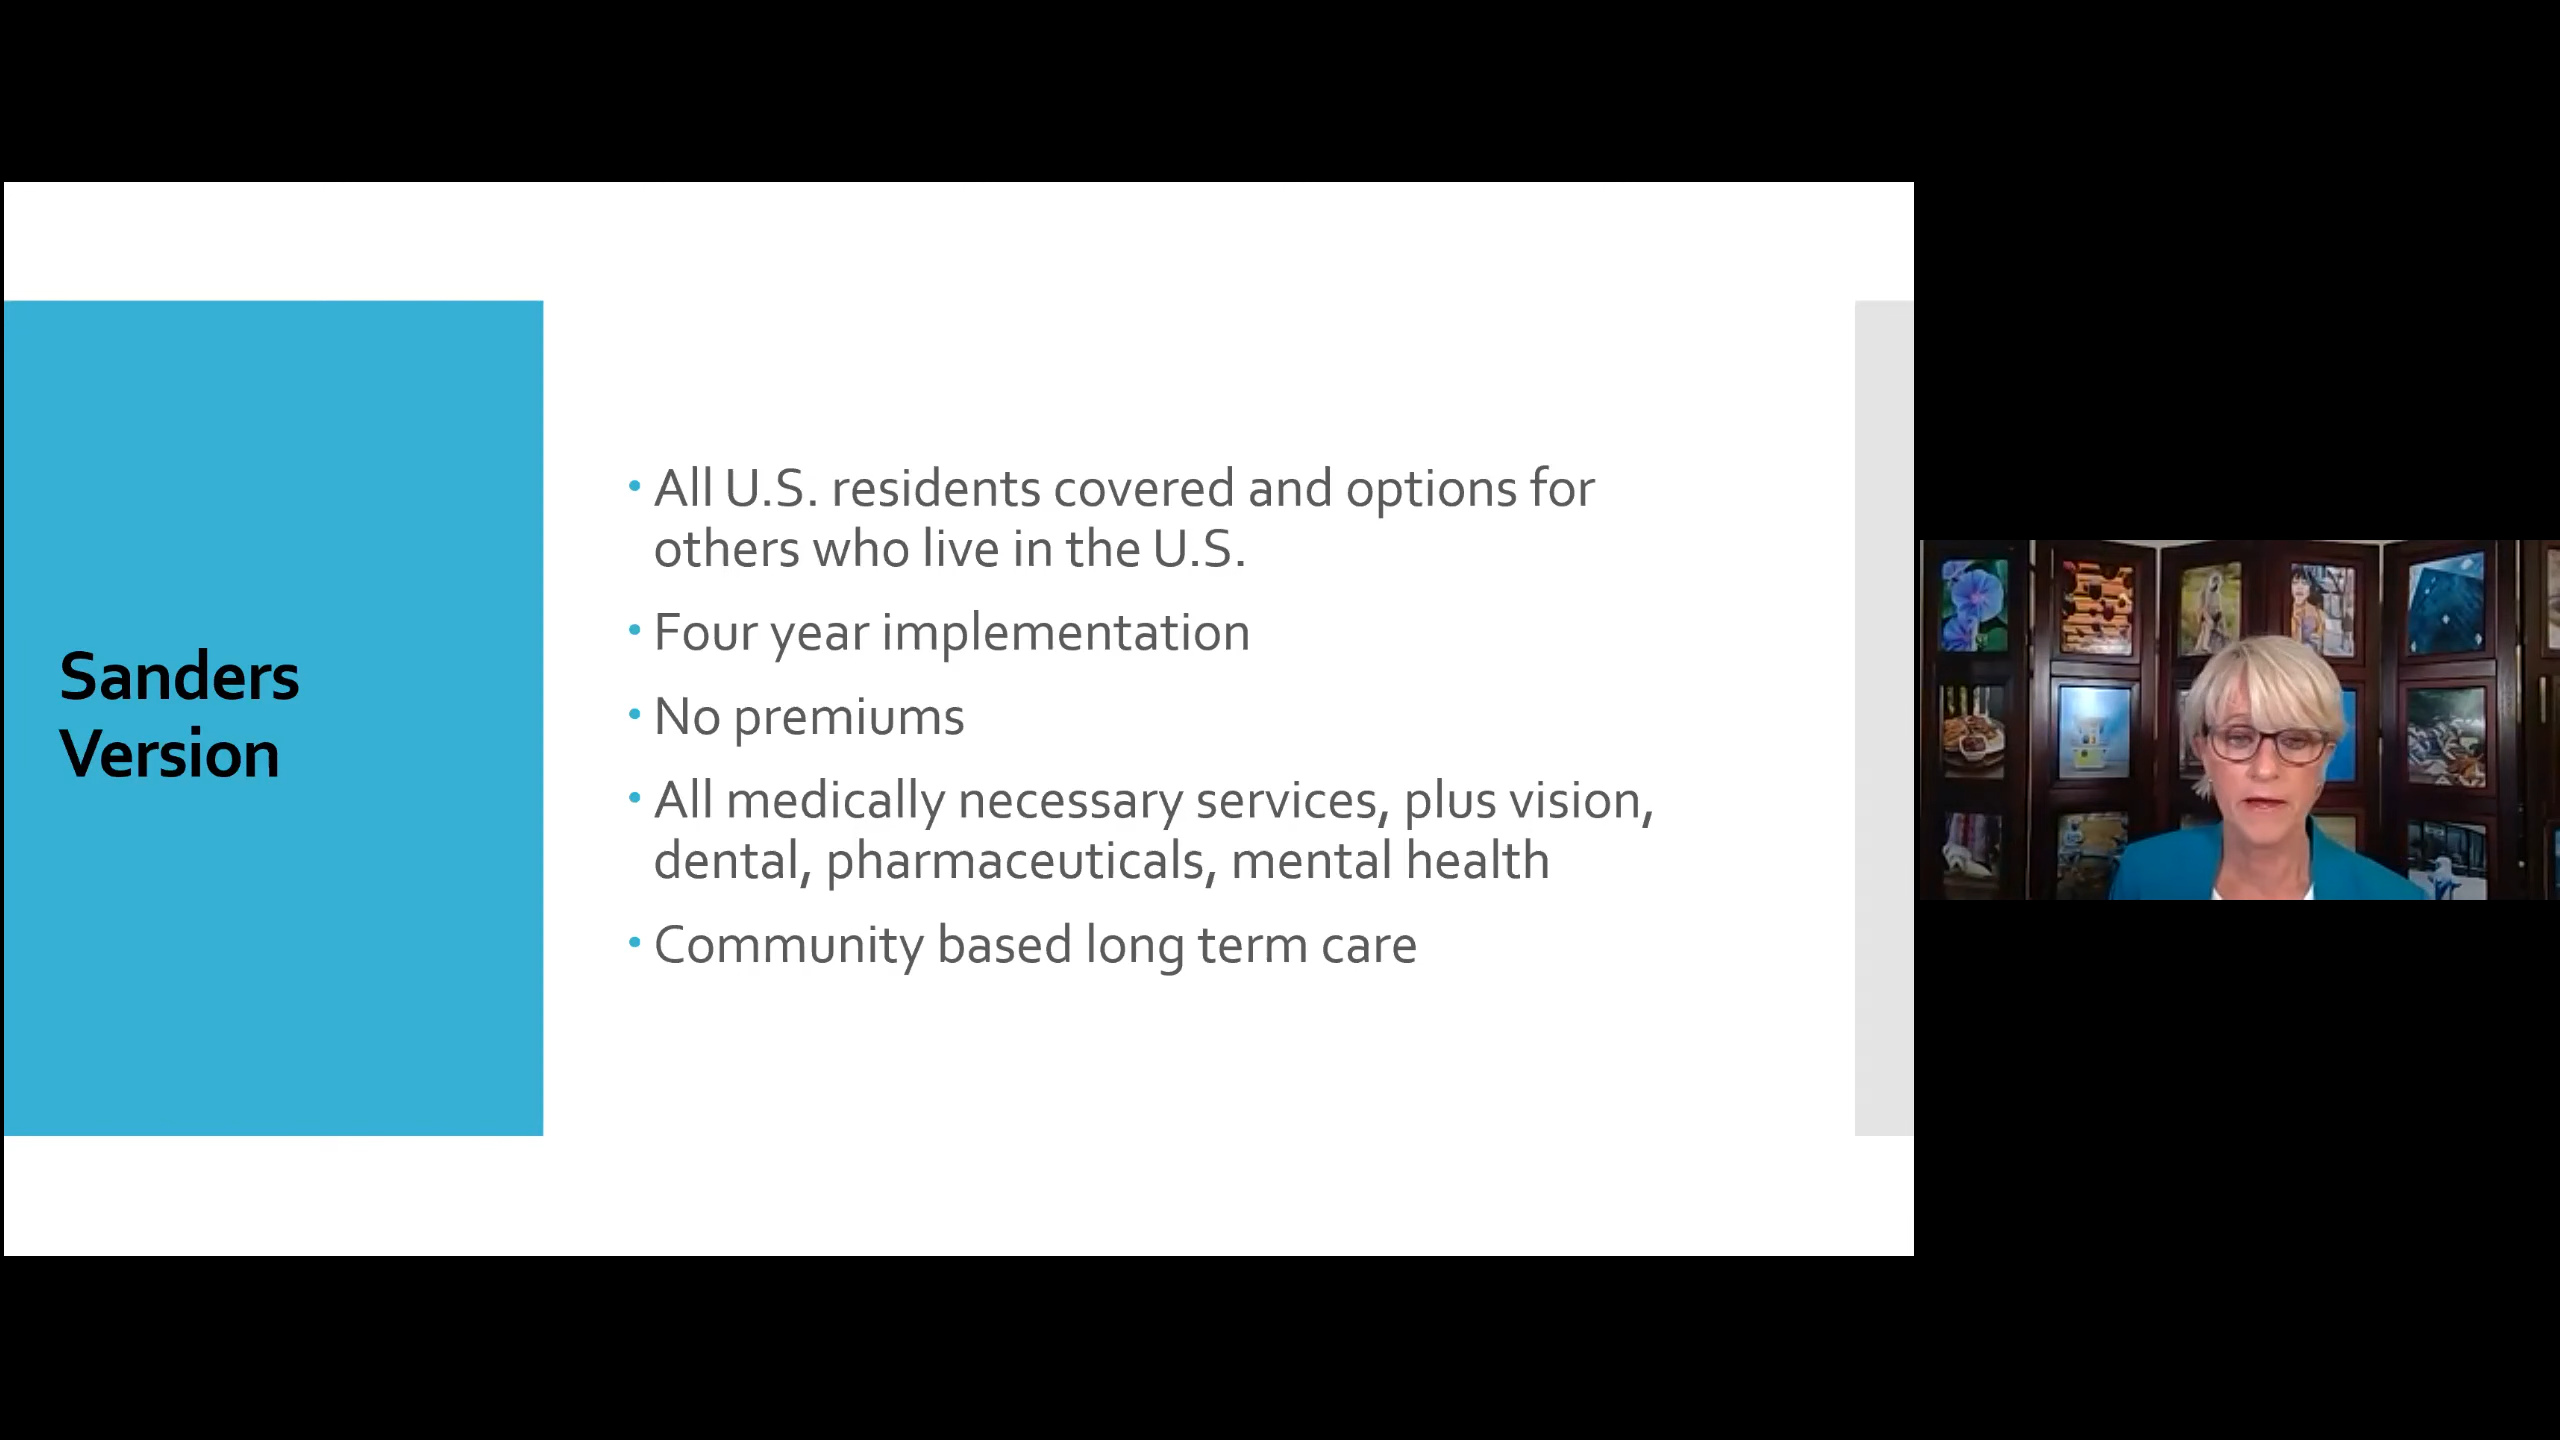 Sanders
Version
• All U.S. residents covered and options for
others who live in the U.S.
• Four year implementation
• No premiums
• All medically necessary services, plus vision,
dental, pharmaceuticals, mental health
• Community based long term care